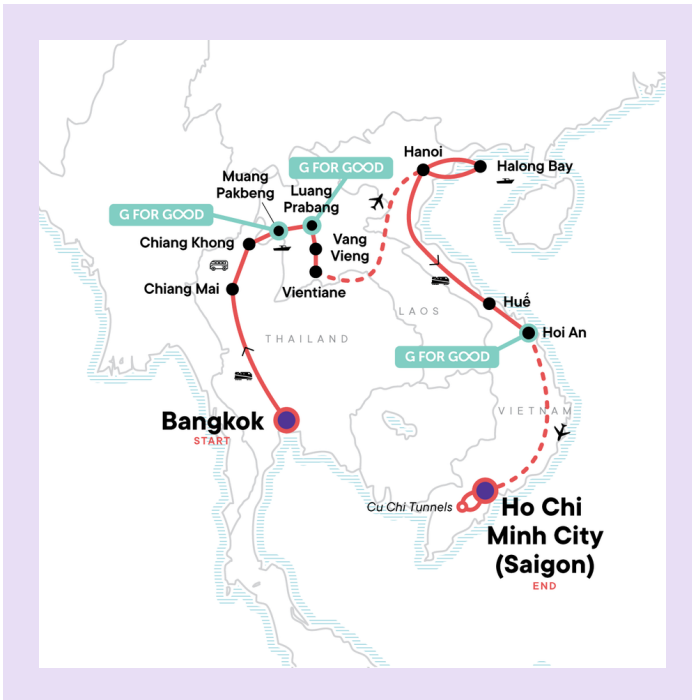 Hanoi
Halong Bay
G FOR GOOD
Muang
Pakbeng
Luang
Prabang
G FOR GOOD
Chiang Khong
Vang
Vieng
Chiang Mai
Vientiane
Huế
LAOS
Hoi An
THAILAND
G FOR GOOD
Bangkok
START
VIETNAM
Cu Chi Tunnels
Ho Chi
Minh City
(Saigon)
END